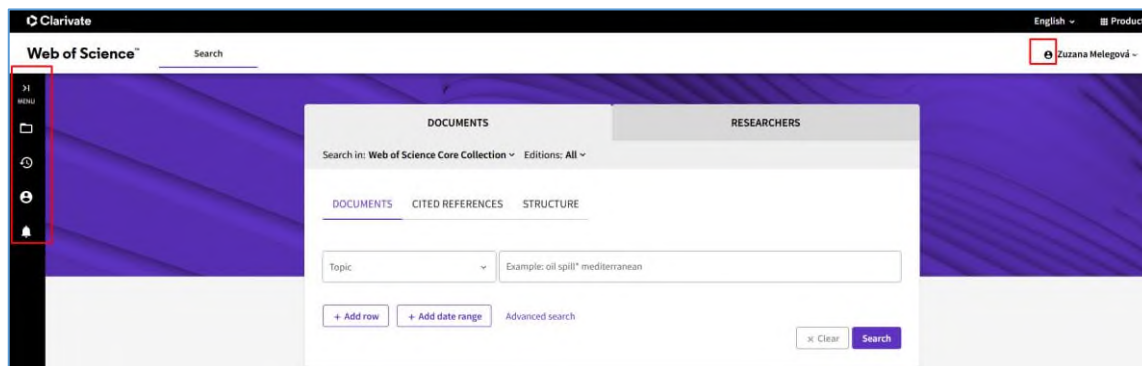 Clarivate
English
Produc
Web of Science™
Search
Zuzana Melegová
MENU
DOCUMENTS
RESEARCHERS
Search in: Web of Science Core Collection Editions: All
DOCUMENTS CITED REFERENCES STRUCTURE
Topic
Example: oil spill* mediterranean
+ Add row
+ Add date range
Advanced search
× Clear
Search